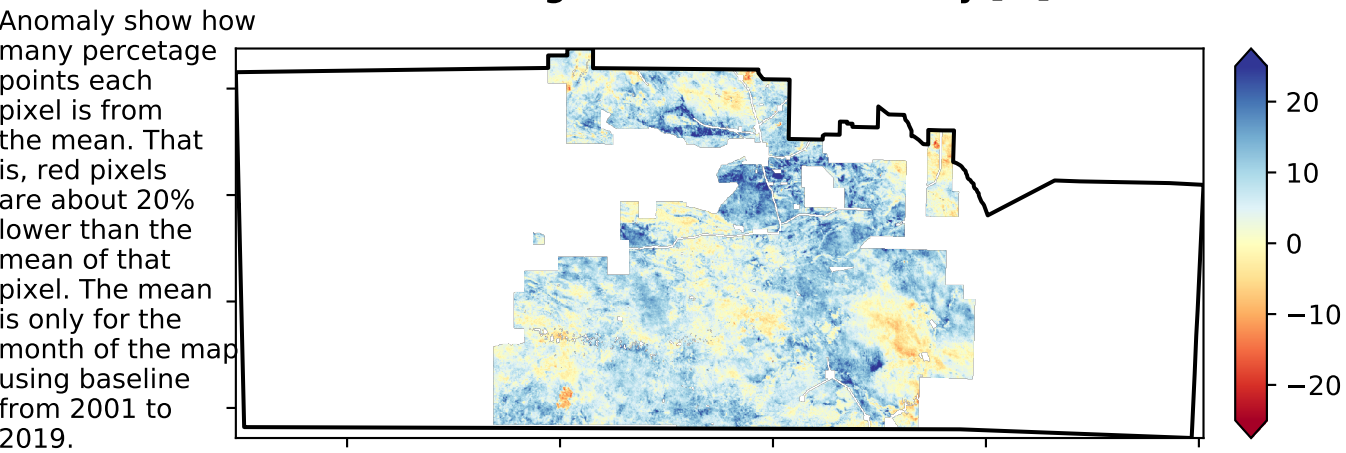 Anomaly show how
many percetage
points each
pixel is from
the mean. That
is, red pixels
are about 20%
lower than the
mean of that
pixel. The mean
is only for the
month of the map
using baseline
from 2001 to
2019.
20
10
0
−10
−20